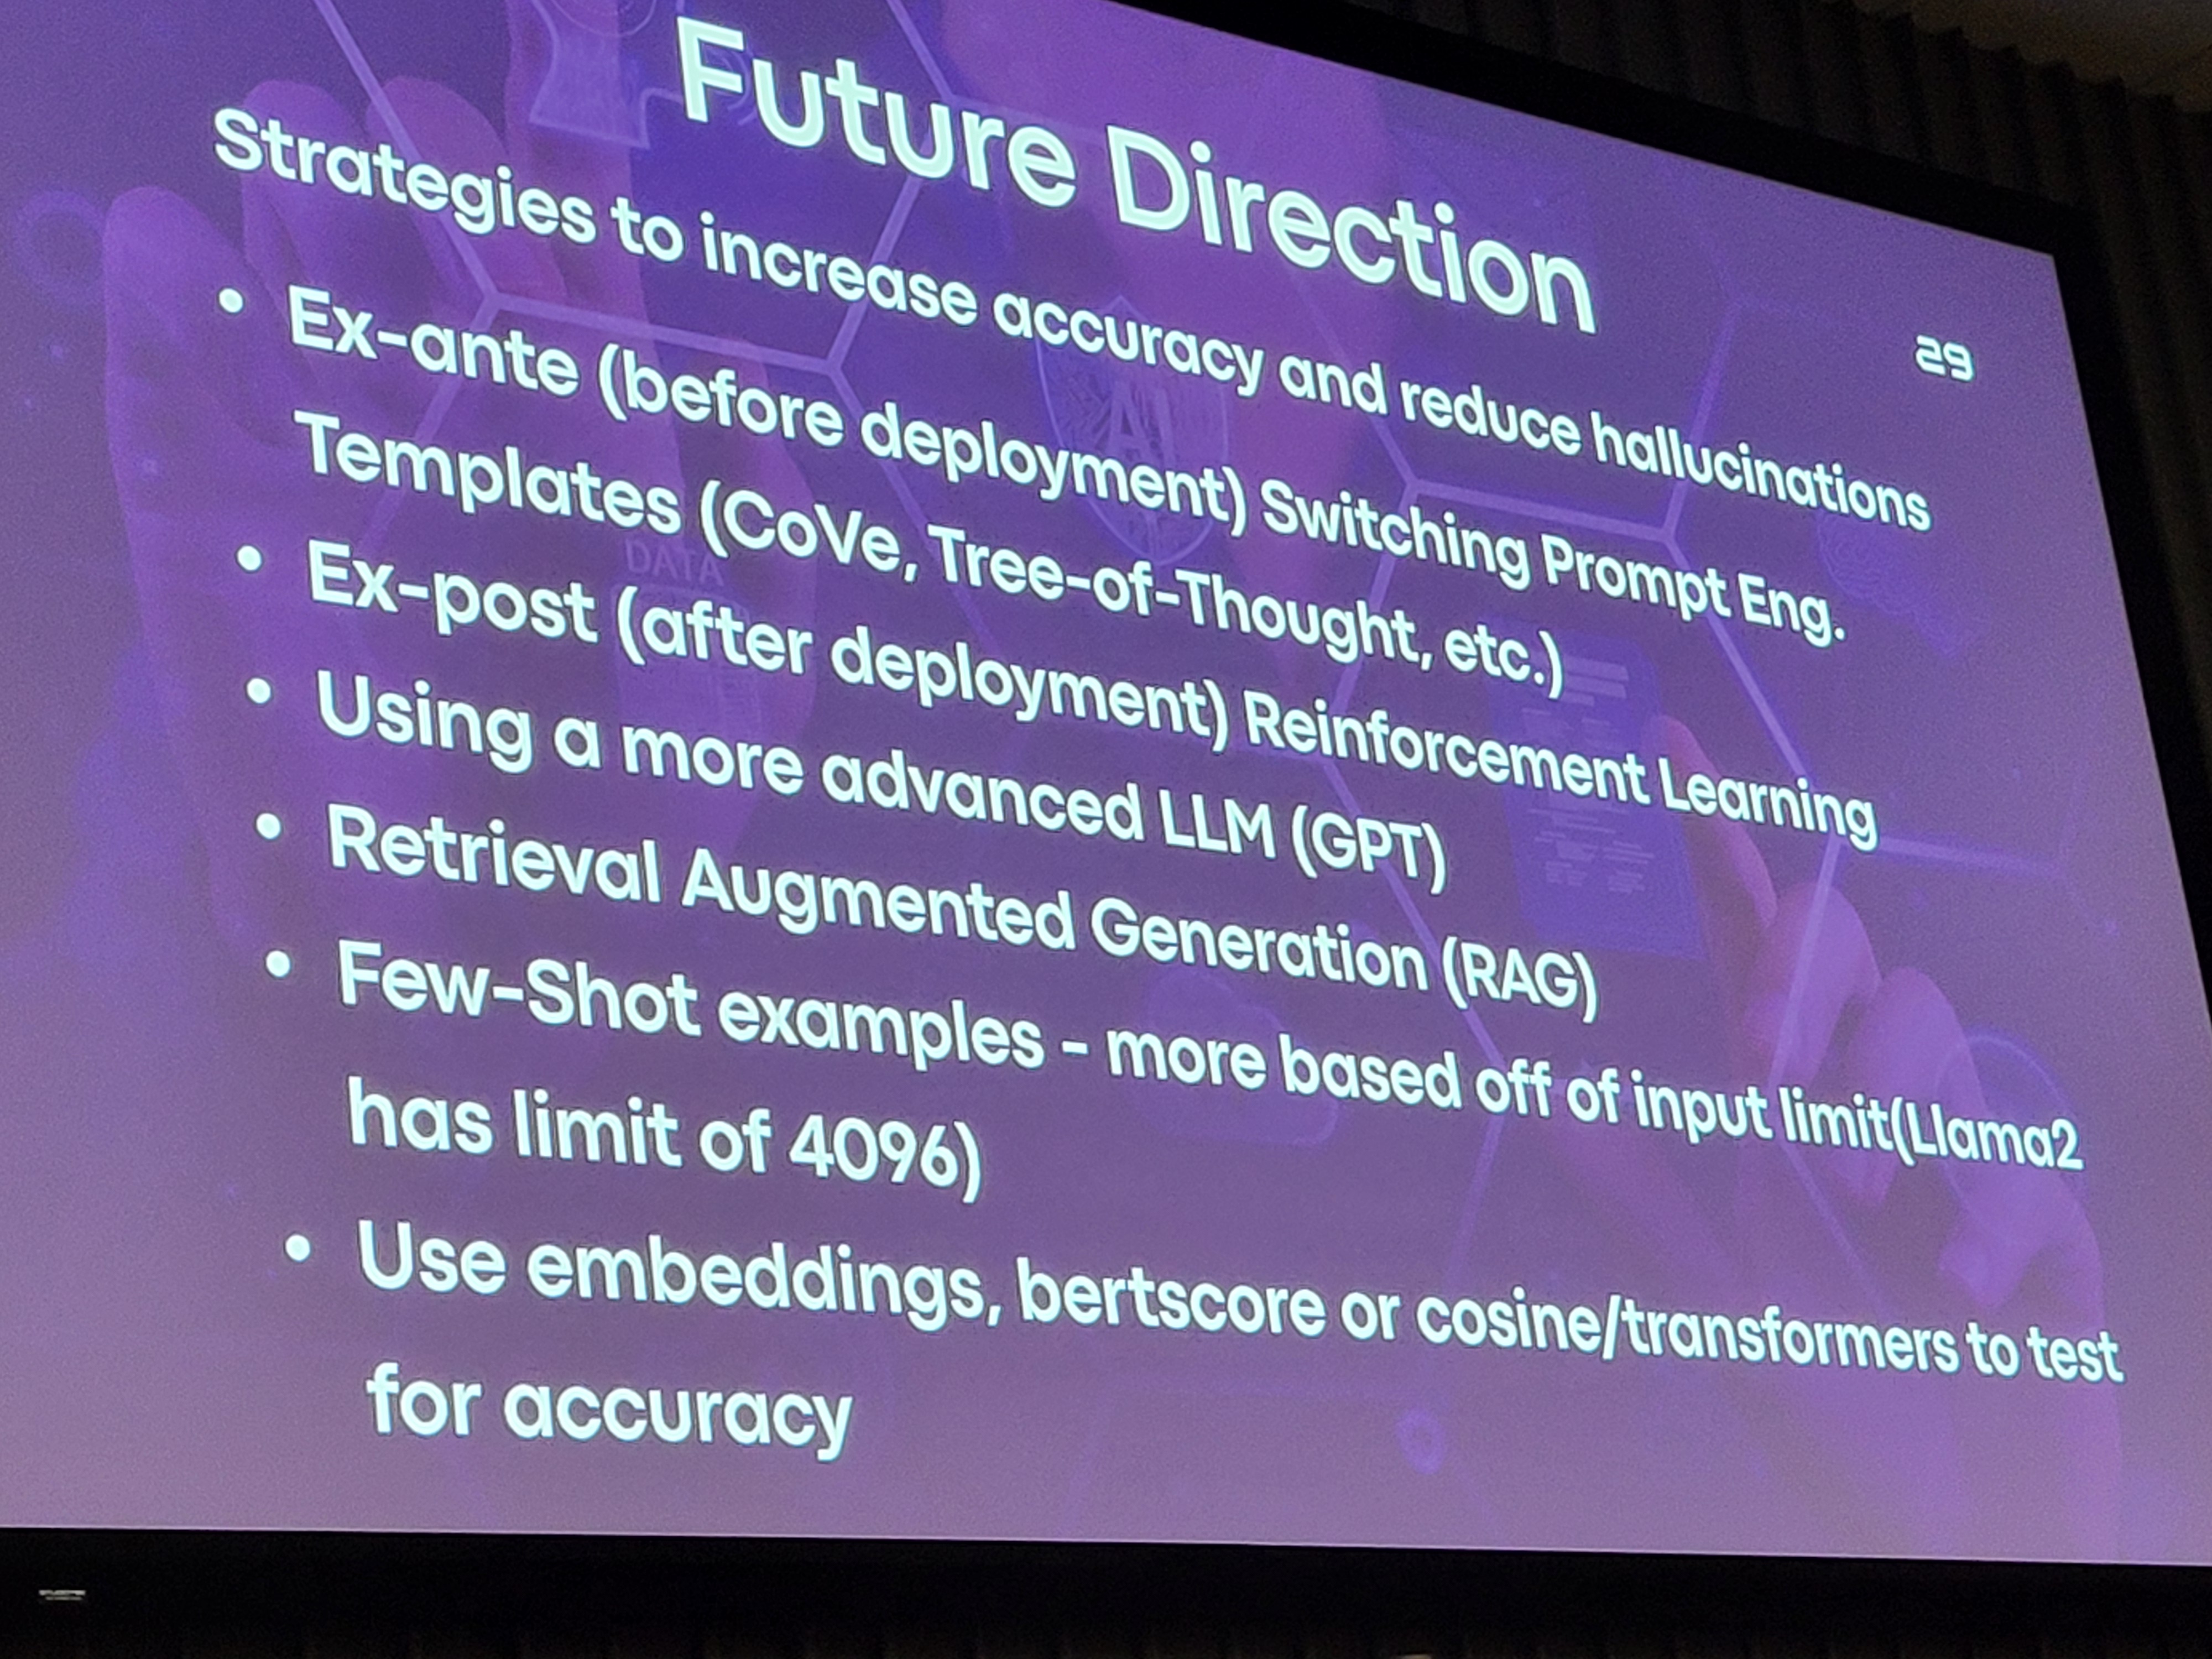 Future Direction
29
Strategies to increase accuracy and reduce hallucinations
• Ex-ante (before deployment) Switching Prompt Eng.
Templates (CoVe, Tree-of-Thought, etc.)
• Ex-post (after deployment) Reinforcement Learning
• Using a more advanced LLM (GPT)
• Retrieval Augmented Generation (RAG)
• Few-Shot examples - more based off of input limit(Llama2
has limit of 4096)
• Use embeddings, bertscore or cosine/transformers to test
for accuracy
AI
DATA